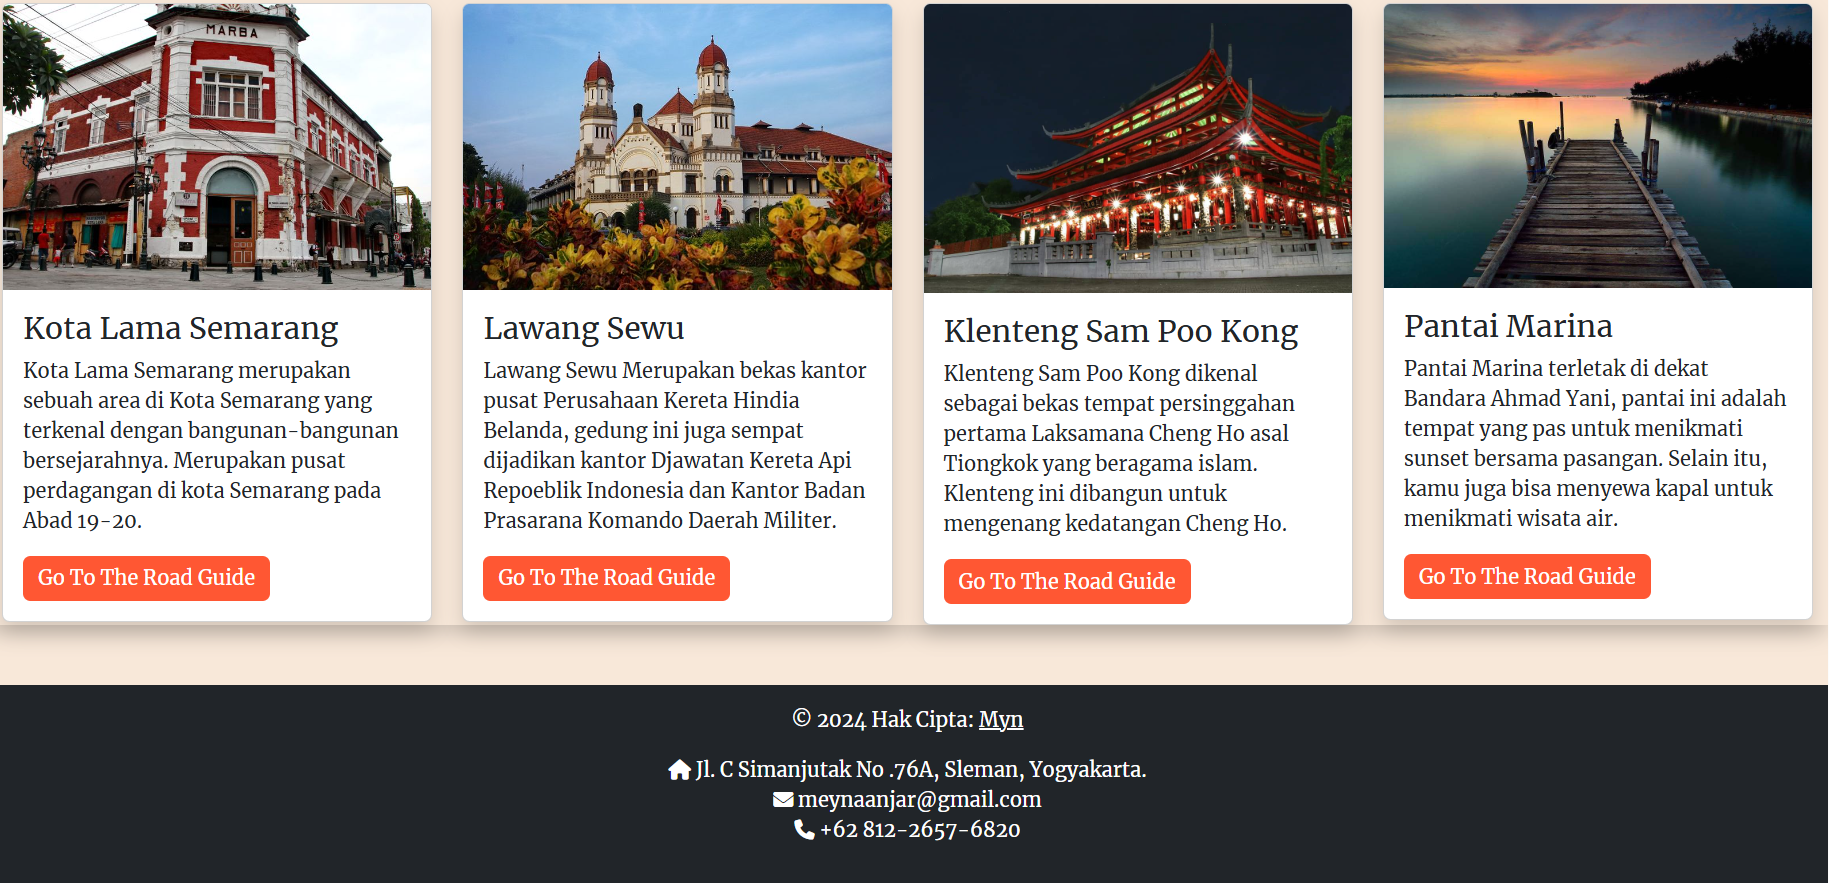 MARBA
Kota Lama Semarang
Kota Lama Semarang merupakan
sebuah area di Kota Semarang yang
terkenal dengan bangunan-bangunan
bersejarahnya. Merupakan pusat
perdagangan di kota Semarang pada
Abad 19-20.
Go To The Road Guide
Lawang Sewu
Lawang Sewu Merupakan bekas kantor
pusat Perusahaan Kereta Hindia
Belanda, gedung ini juga sempat
dijadikan kantor Djawatan Kereta Api
Repoeblik Indonesia dan Kantor Badan
Prasarana Komando Daerah Militer.
Go To The Road Guide
Klenteng Sam Poo Kong
Klenteng Sam Poo Kong dikenal
sebagai bekas tempat persinggahan
pertama Laksamana Cheng Ho asal
Tiongkok yang beragama islam.
Klenteng ini dibangun untuk
mengenang kedatangan Cheng Ho.
Go To The Road Guide
Pantai Marina
Pantai Marina terletak di dekat
Bandara Ahmad Yani, pantai ini adalah
tempat yang pas untuk menikmati
sunset bersama pasangan. Selain itu,
kamu juga bisa menyewa kapal untuk
menikmati wisata air.
Go To The Road Guide
© 2024 Hak Cipta: Myn
Jl. C Simanjutak No .76A, Sleman, Yogyakarta.
meynaanjar@gmail.com
+62 812-2657-6820